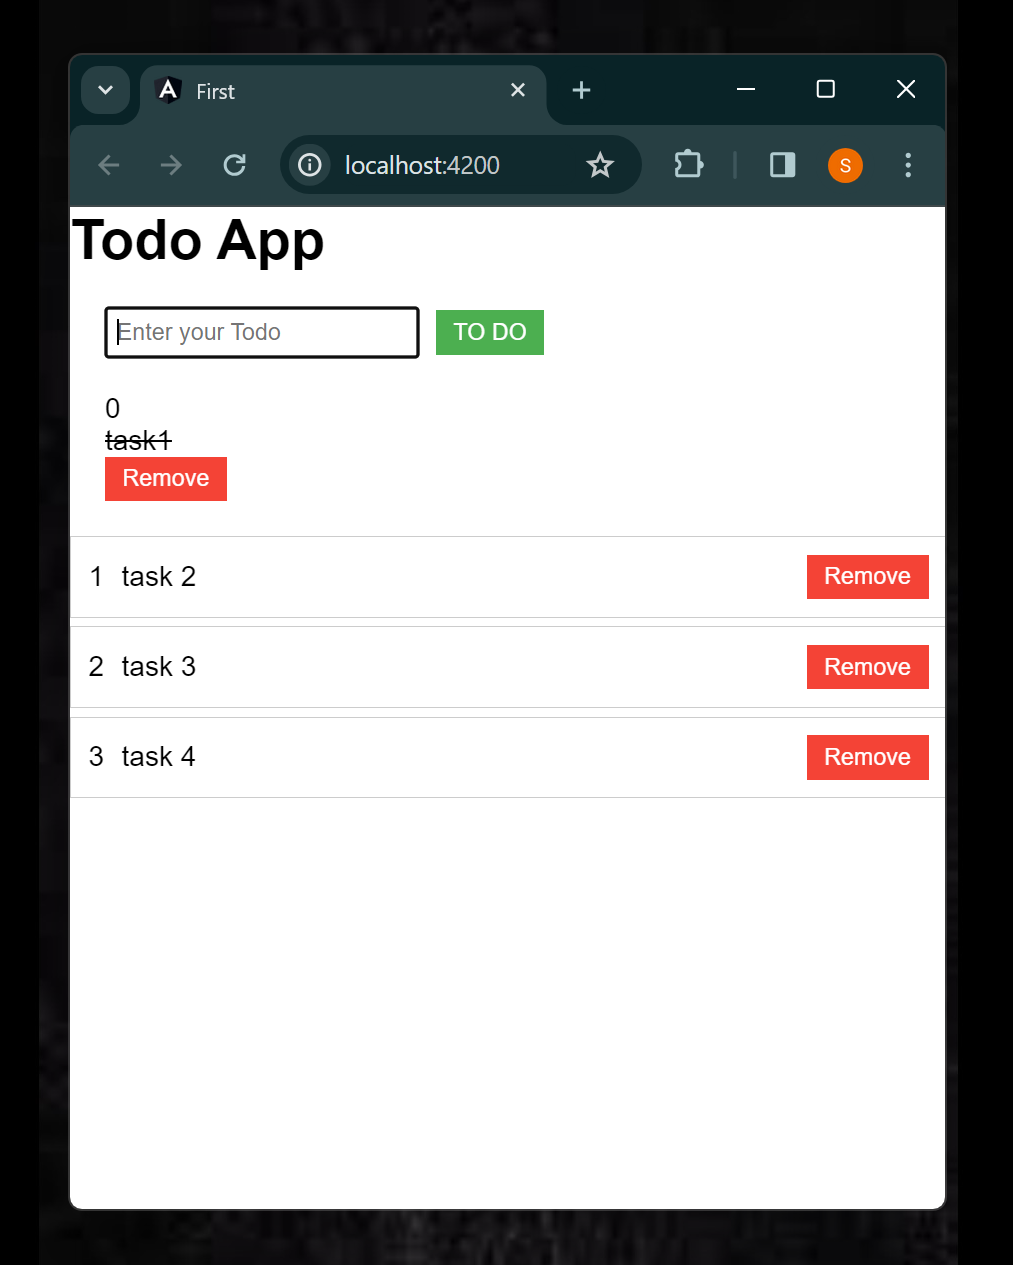 First
localhost:4200
S
Todo App
Enter your Todo TO DO
0
task1
Remove
1 task 2 Remove
2 task 3 Remove
3 task 4 Remove